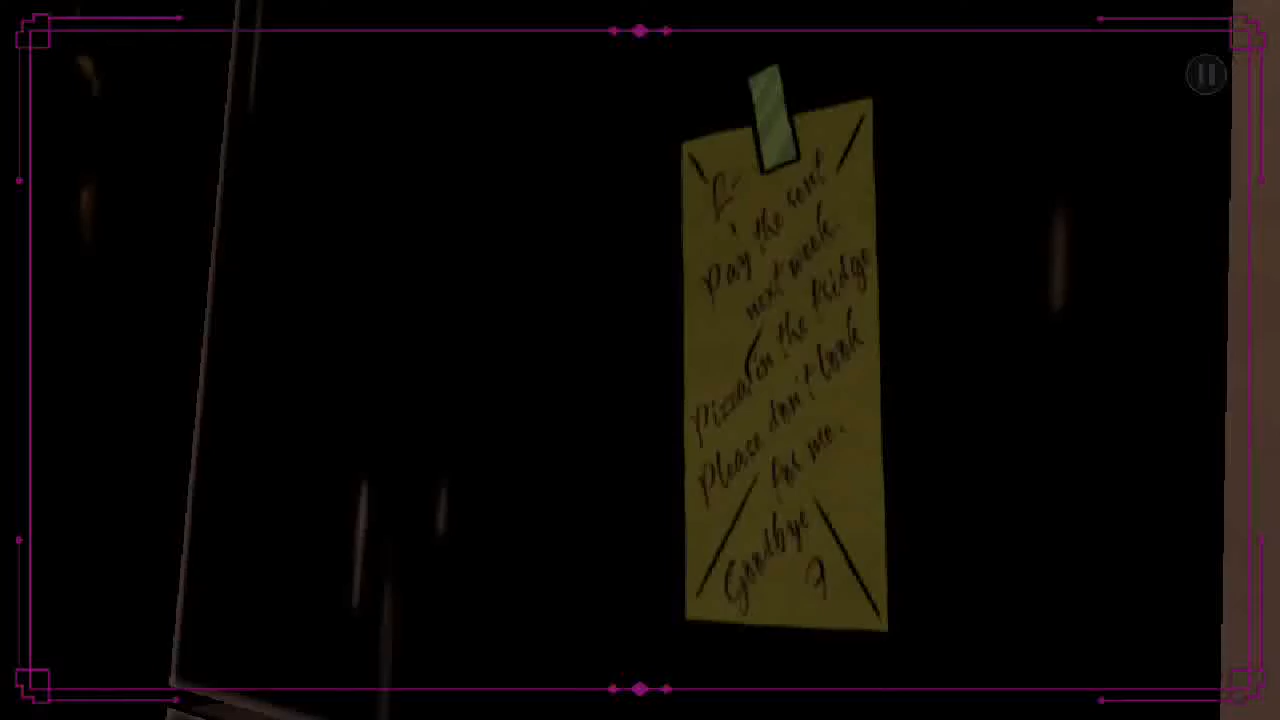 E-
Pay the rent
next week.
Pizza in the fridge
Please don't look
for me.
Goodbye
J